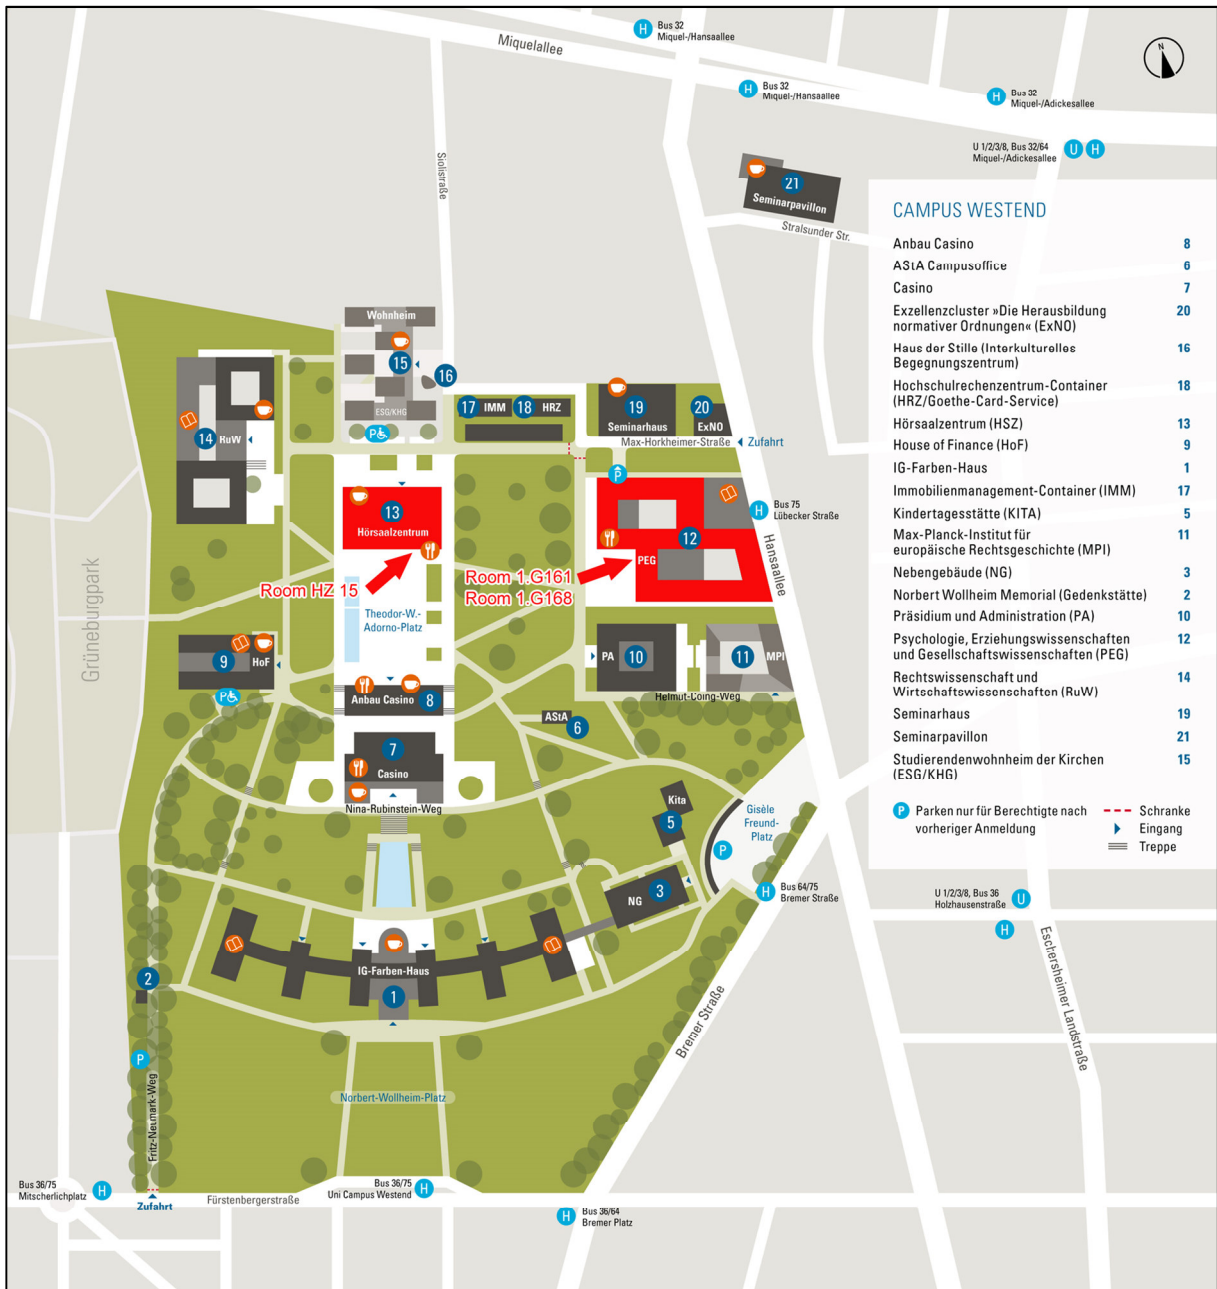 Bus 32
Miquel-/Hansaallee
Miquelallee
N
H
Bus 32
Miquel-/Hansaallee
H
Bus 32
Miquel-/Adickesallee
H
U 1/2/3/8, Bus 32/64
Miquel-/Adickesallee
U
H
Siolistraße
21
Seminarpavillon
Stralsunder Str.
CAMPUS WESTEND
Anbau Casino 8
AStA Campusoffice 6
Casino 7
Exzellenzcluster »Die Herausbildung 20
normativer Ordnungen« (ExNO)
Haus der Stille (Interkulturelles 16
Begegnungszentrum)
Hochschulrechenzentrum-Container 18
(HRZ/Goethe-Card-Service)
Hörsaalzentrum (HSZ) 13
House of Finance (HoF) 9
IG-Farben-Haus 1
Immobilienmanagement-Container (IMM) 17
Kindertagesstätte (KITA) 5
Max-Planck-Institut für 11
europäische Rechtsgeschichte (MPI)
Nebengebäude (NG) 3
Norbert Wollheim Memorial (Gedenkstätte) 2
Präsidium und Administration (PA) 10
Psychologie, Erziehungswissenschaften 12
und Gesellschaftswissenschaften (PEG)
Rechtswissenschaft und 14
Wirtschaftswissenschaften (RuW)
Seminarhaus 19
Seminarpavillon 21
Studierendenwohnheim der Kirchen 15
(ESG/KHG)
P Parken nur für Berechtigte nach
vorheriger Anmeldung
Schranke
Eingang
Treppe
Wohnheim
15
16
ESG/KHG
P
14 RuW
17 IMM
18 HRZ
19
Seminarhaus
20
ExNO
Max-Horkheimer-Straße
Zufahrt
P
13
Hörsaalzentrum
Room HZ 15
12
PEG
Room 1.G161
Room 1.G168
H
Bus 75
Lübecker Straße
Hansaallee
Grüneburgpark
Theodor-W.-
Adorno-Platz
9
HoF
P
PA
10
11
MPI
Helmut-Coing-Weg
Anbau Casino
8
AStA
6
7
Casino
Nina-Rubinstein-Weg
Kita
5
Gisèle
Freund-
Platz
P
3
NG
H
Bus 64/75
Bremer Straße
U 1/2/3/8, Bus 36
Holzhausenstraße
U
H
Eschersheimer Landstraße
IG-Farben-Haus
1
2
P
Fritz-Neumark-Weg
Bremer Straße
Norbert-Wollheim-Platz
Bus 36/75
Mitscherlichplatz
H
Zufahrt
Fürstenbergerstraße
Bus 36/75
Uni Campus Westend
H
H
Bus 36/64
Bremer Platz